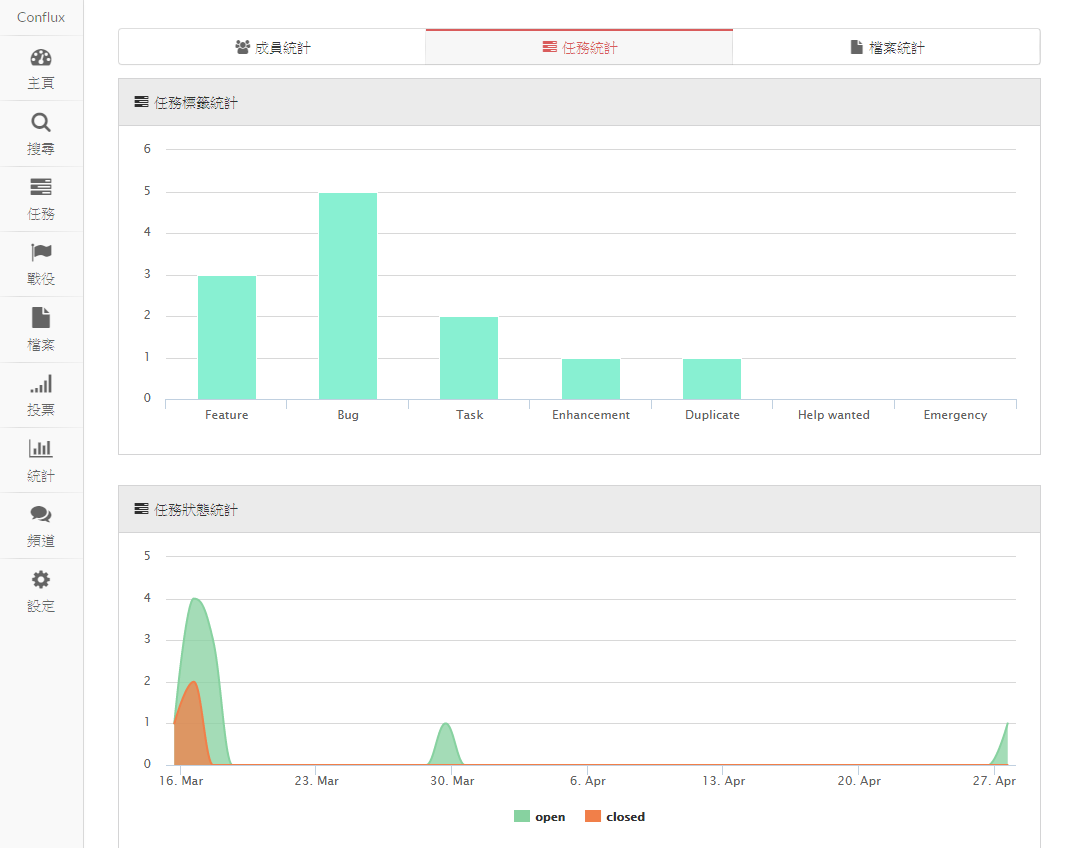 Conflux
主頁
搜尋
任務
戰役
檔案
投票
統計
頻道
設定
成員統計
任務統計
檔案統計
任務標籤統計
6
5
4
3
2
1
0
Feature
Bug
Task
Enhancement
Duplicate
Help wanted
Emergency
任務狀態統計
5
4
3
2
1
0
16. Mar
23. Mar
30. Mar
6. Apr
13. Apr
20. Apr
27. Apr
open
closed